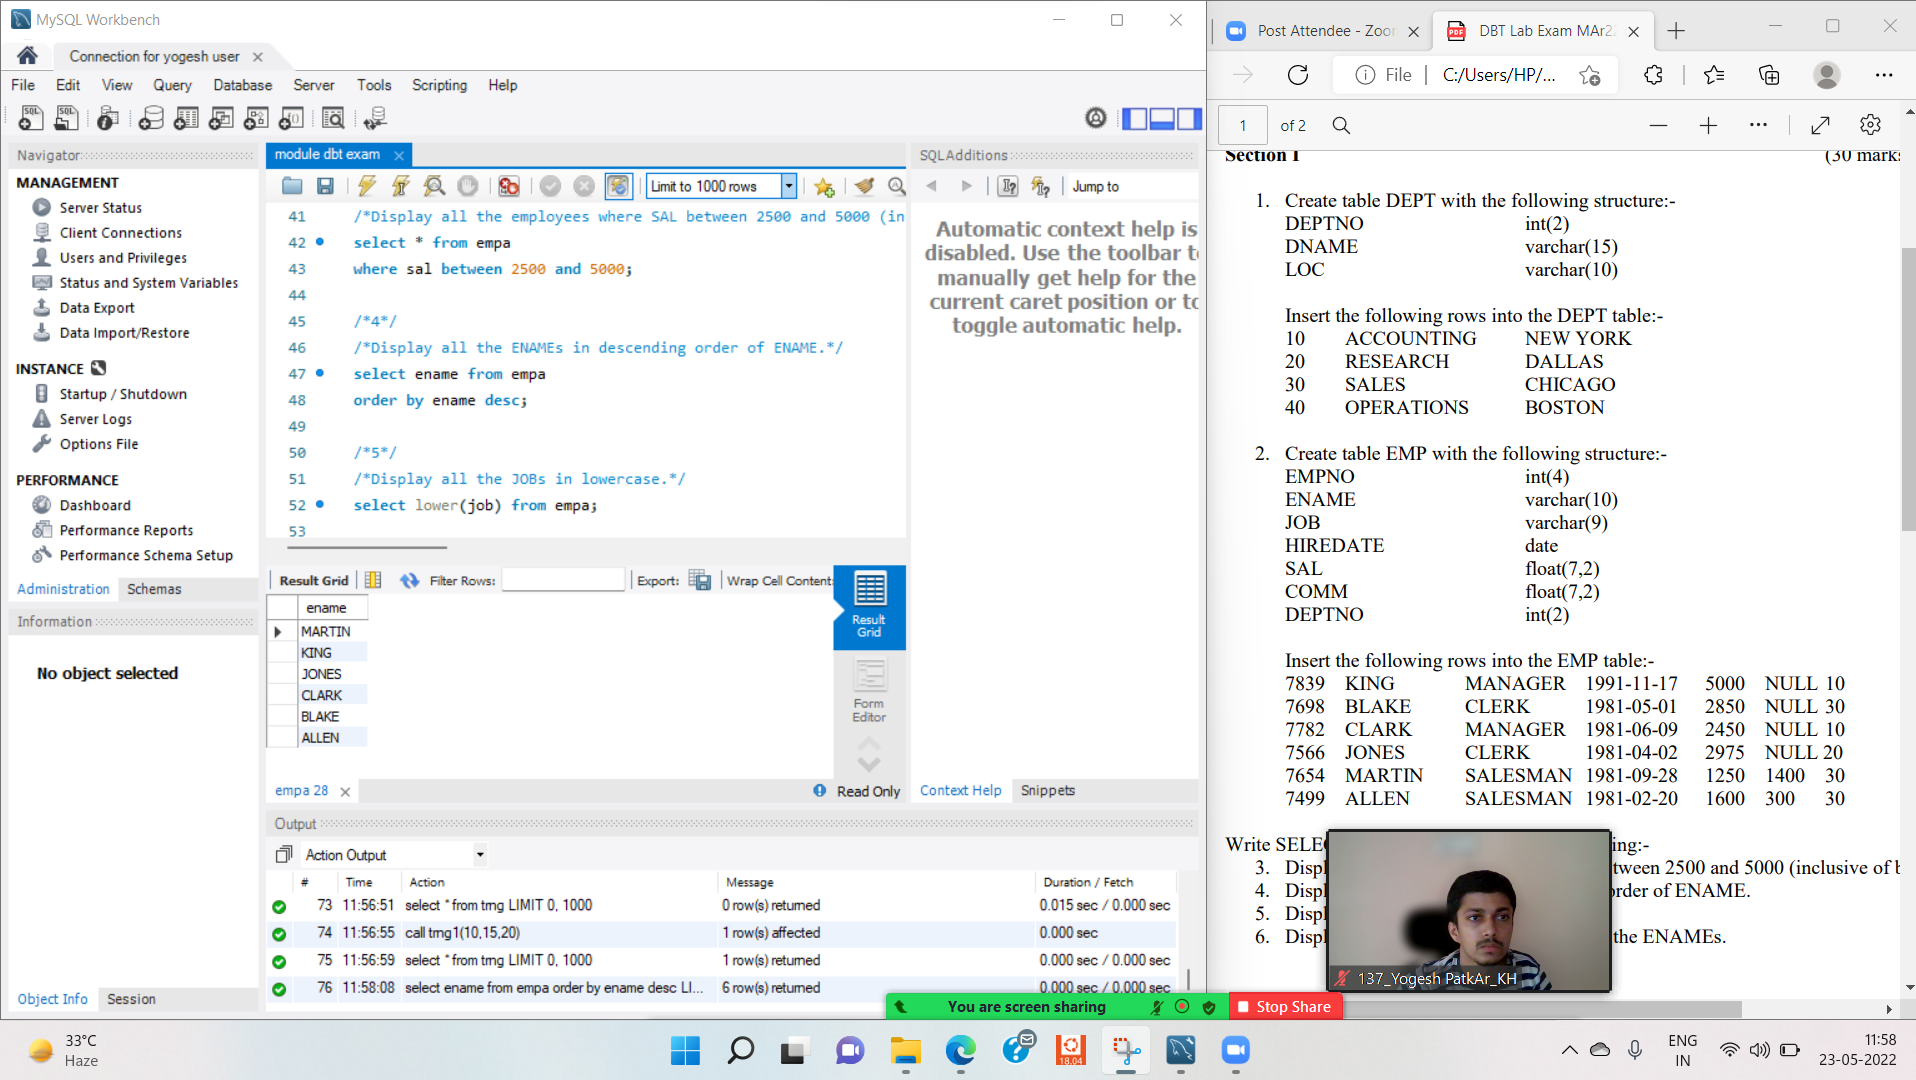 MySQL Workbench
Connection for yogesh user
File Edit View Query Database Server Tools Scripting Help
Navigator
MANAGEMENT
Server Status
Client Connections
Users and Privileges
Status and System Variables
Data Export
Data Import/Restore
INSTANCE
Startup / Shutdown
Server Logs
Options File
PERFORMANCE
Dashboard
Performance Reports
Performance Schema Setup
Administration Schemas
Information
No object selected
Object Info Session
module dbt exam
Limit to 1000 rows
41 /*Display all the employees where SAL between 2500 and 5000 (in
42 select * from empa
43 where sal between 2500 and 5000;
44
45 /*4*/
46 /*Display all the ENAMEs in descending order of ENAME.*/
47 select ename from empa
48 order by ename desc;
49
50 /*5*/
51 /*Display all the JOBs in lowercase.*/
52 select lower(job) from empa;
53
Result Grid Filter Rows: Export: Wrap Cell Content:
ename
MARTIN
KING
JONES
CLARK
BLAKE
ALLEN
Result
Grid
Form
Editor
empa 28 Read Only
SQLAdditions
Jump to
Automatic context help is
disabled. Use the toolbar to
manually get help for the
current caret position or to
toggle automatic help.
Context Help Snippets
Output
Action Output
# Time Action Message Duration / Fetch
73 11:56:51 select * from trng LIMIT 0, 1000 0 row(s) returned 0.015 sec / 0.000 sec
74 11:56:55 call trng1(10,15,20) 1 row(s) affected 0.000 sec
75 11:56:59 select * from trng LIMIT 0, 1000 1 row(s) returned 0.000 sec / 0.000 sec
76 11:58:08 select ename from empa order by ename desc LI... 6 row(s) returned 0.000 sec / 0.000 sec
You are screen sharing Stop Share
Post Attendee - Zoor
DBT Lab Exam MAr2
File C:/Users/HP/...
1 of 2
Section I (30 marks
1. Create table DEPT with the following structure:-
DEPTNO int(2)
DNAME varchar(15)
LOC varchar(10)
Insert the following rows into the DEPT table:-
10 ACCOUNTING NEW YORK
20 RESEARCH DALLAS
30 SALES CHICAGO
40 OPERATIONS BOSTON
2. Create table EMP with the following structure:-
EMPNO int(4)
ENAME varchar(10)
JOB varchar(9)
HIREDATE date
SAL float(7,2)
COMM float(7,2)
DEPTNO int(2)
Insert the following rows into the EMP table:-
7839 KING MANAGER 1991-11-17 5000 NULL 10
7698 BLAKE CLERK 1981-05-01 2850 NULL 30
7782 CLARK MANAGER 1981-06-09 2450 NULL 10
7566 JONES CLERK 1981-04-02 2975 NULL 20
7654 MARTIN SALESMAN 1981-09-28 1250 1400 30
7499 ALLEN SALESMAN 1981-02-20 1600 300 30
Write SELE ing:-
3. Displ tween 2500 and 5000 (inclusive of b
4. Displ order of ENAME.
5. Displ
6. Displ the ENAMEs.
137_Yogesh PatkAr_KH
33°C
Haze
18.04
ENG
IN
11:58
23-05-2022